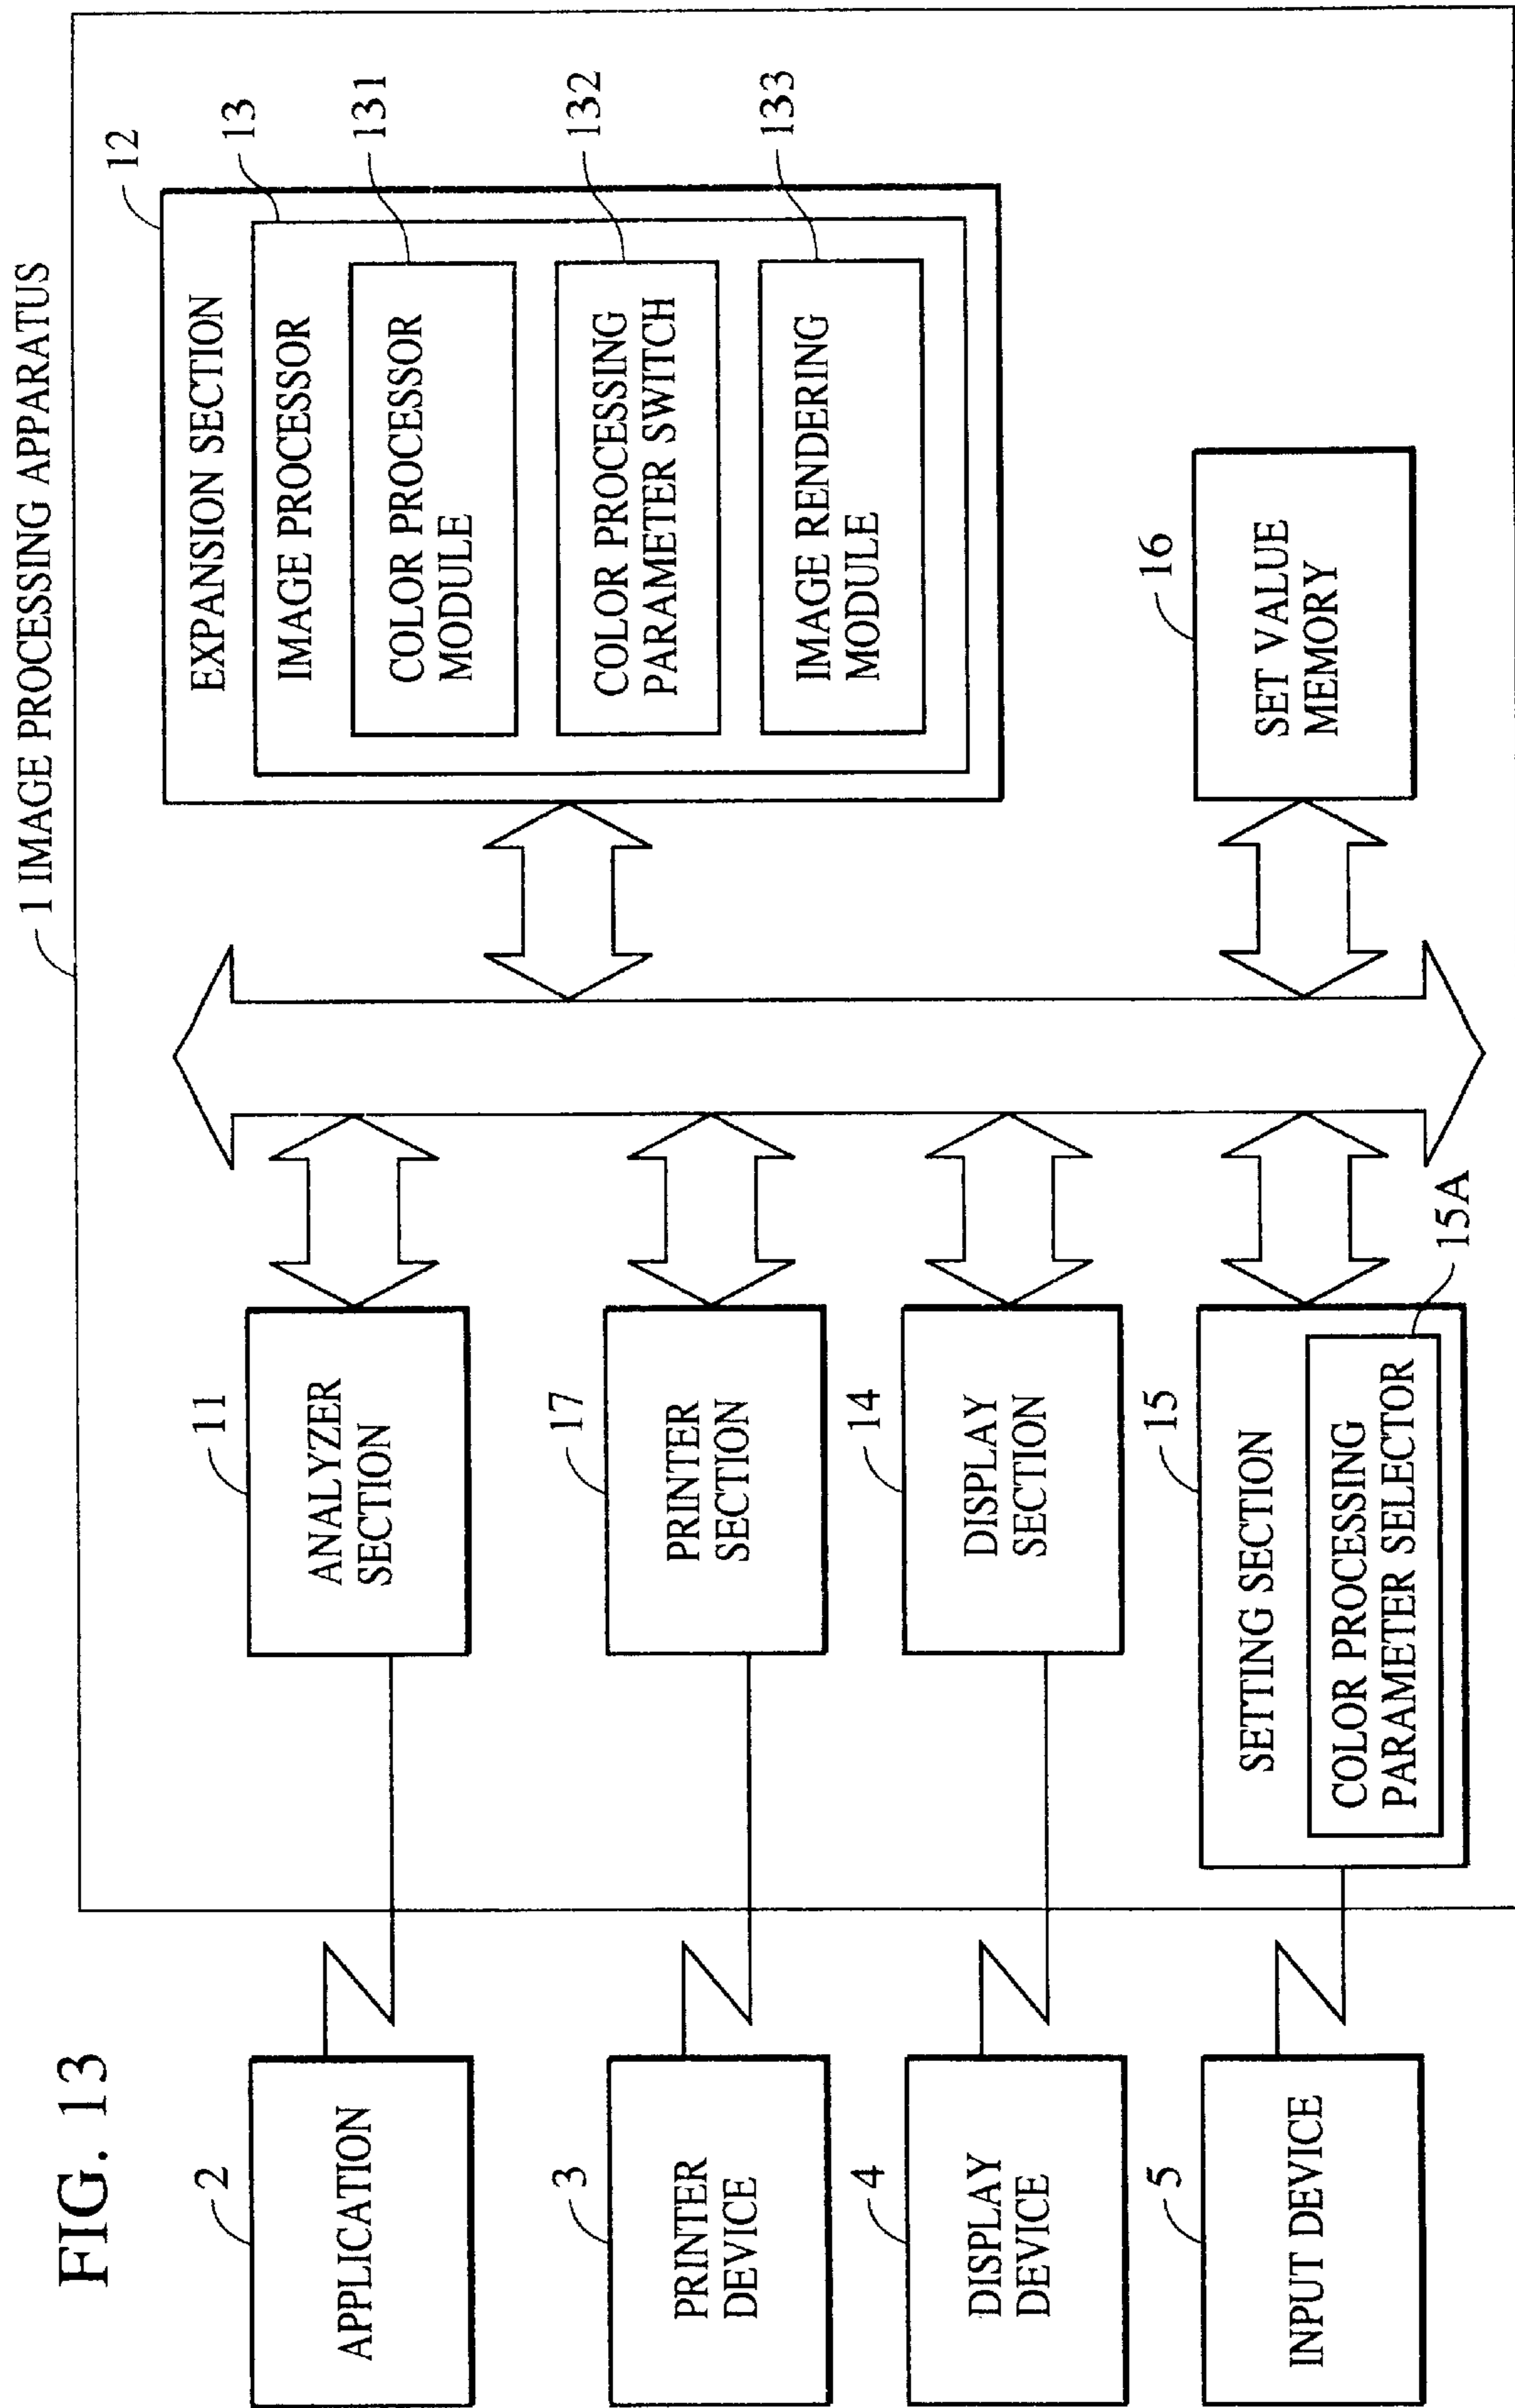 FIG. 13
1 IMAGE PROCESSING APPARATUS
2
APPLICATION
3
PRINTER
DEVICE
4
DISPLAY
DEVICE
5
INPUT DEVICE
11
ANALYZER
SECTION
17
PRINTER
SECTION
14
DISPLAY
SECTION
15
SETTING SECTION
COLOR PROCESSING
PARAMETER SELECTOR
15A
12
EXPANSION SECTION
13
IMAGE PROCESSOR
131
COLOR PROCESSOR
MODULE
132
COLOR PROCESSING
PARAMETER SWITCH
133
IMAGE RENDERING
MODULE
16
SET VALUE
MEMORY